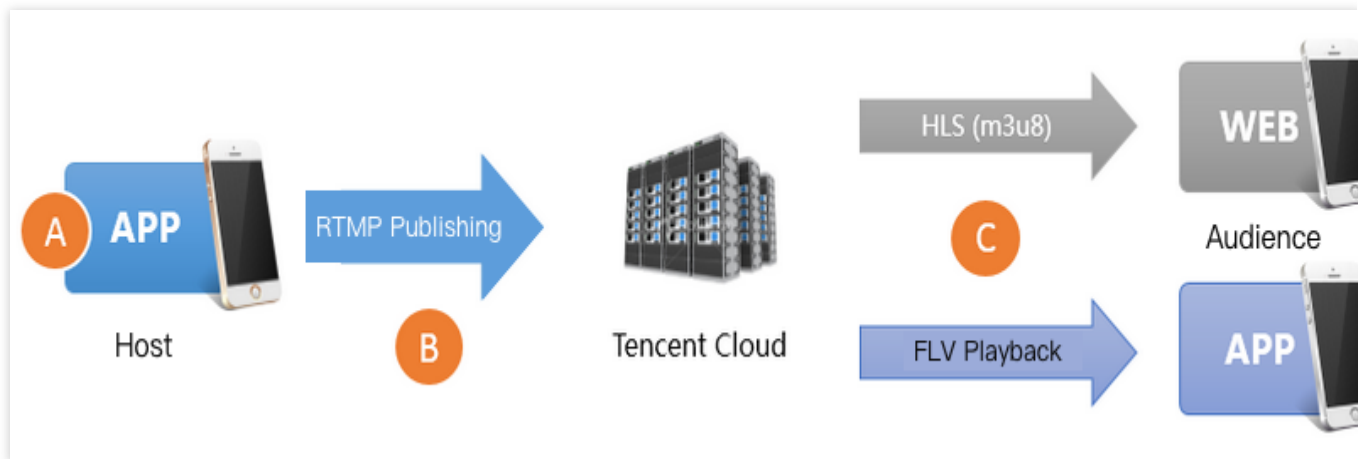 A
APP
Host
RTMP Publishing
B
Tencent Cloud
HLS (m3u8)
C
FLV Playback
WEB
Audience
APP